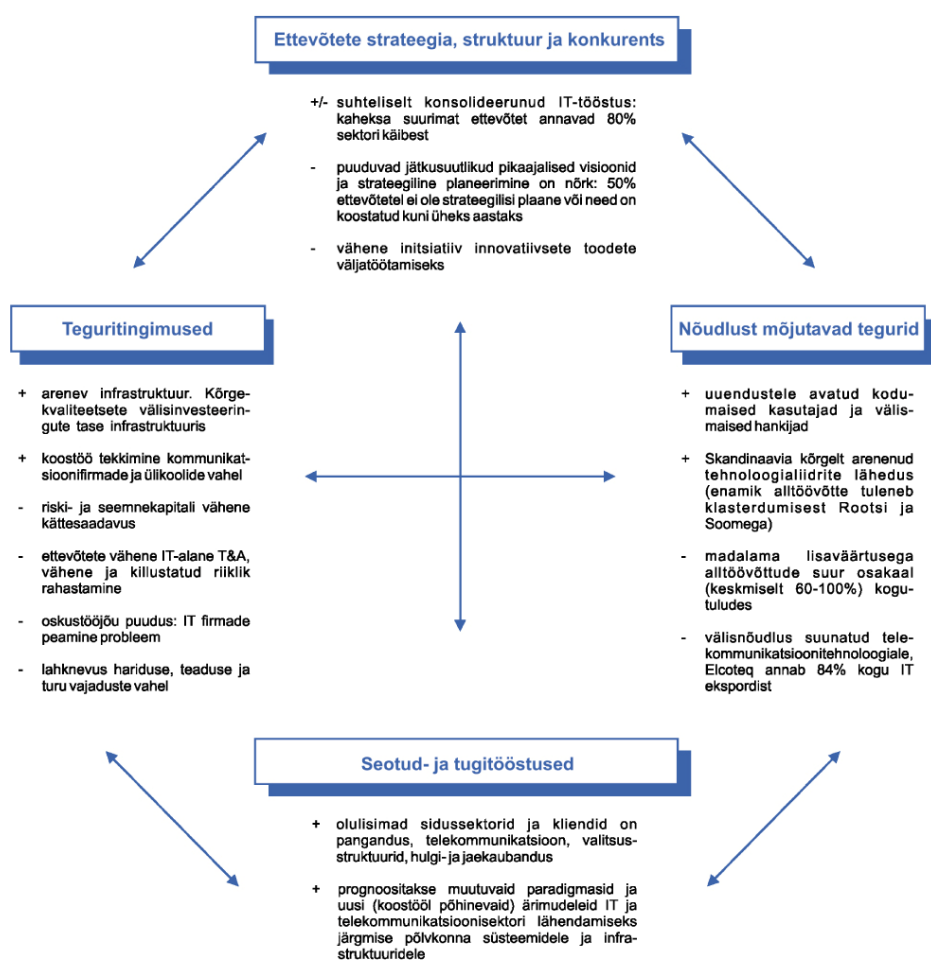 Ettevõtete strateegia, struktuur ja konkurents
+/- suhteliselt konsolideerunud IT-tööstus:
kaheksa suurimat ettevõtet annavad 80%
sektori käibest
- puuduvad jätkusuutlikud pikaajalised visioonid
ja strateegiline planeerimine on nõrk: 50%
ettevõtetel ei ole strateegilisi plaane või need on
koostatud kuni üheks aastaks
- vähene initsiatiiv innovatiivsete toodete
väljatöötamiseks
Teguritingimused
+ arenev infrastruktuur. Kõrge-
kvaliteetsete välisinvesteerin-
gute tase infrastruktuuris
+ koostöö tekkimine kommunikat-
sioonifirmade ja ülikoolide vahel
- riski- ja seemnekapitali vähene
kättesaadavus
- ettevõtete vähene IT-alane T&A,
vähene ja killustatud riiklik
rahastamine
- oskustööjõu puudus: IT firmade
peamine probleem
- lahknevus hariduse, teaduse ja
turu vajaduste vahel
Nõudlust mõjutavad tegurid
+ uuendustele avatud kodu-
maised kasutajad ja välis-
maised hankijad
+ Skandinaavia kõrgelt arenenud
tehnoloogialiidrite lähedus
(enamik alltöövõtte tuleneb
klasterdumisest Rootsi ja
Soomega)
- madalama lisaväärtusega
alltöövõttude suur osakaal
(keskmiselt 60-100%) kogu-
tuludes
- välisnõudlus suunatud tele-
kommunikatsioonitehnoloogiale,
Elcoteq annab 84% kogu IT
ekspordist
Seotud- ja tugitööstused
+ olulisimad sidussektorid ja kliendid on
pangandus, telekommunikatsioon, valitsus-
struktuurid, hulgi- ja jaekaubandus
+ prognoositakse muutuvaid paradigmasid ja
uusi (koostööl põhinevaid) ärimudeleid IT ja
telekommunikatsioonisektori lähendamiseks
järgmise põlvkonna süsteemidele ja infra-
struktuuridele